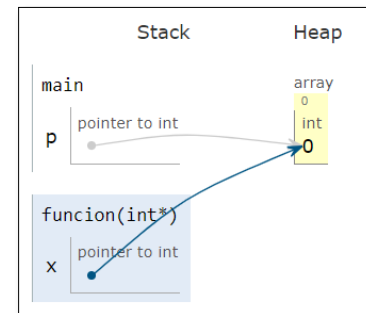 Stack Heap
main
array
0
pointer to int
int
p
0
funcion(int*)
pointer to int
x